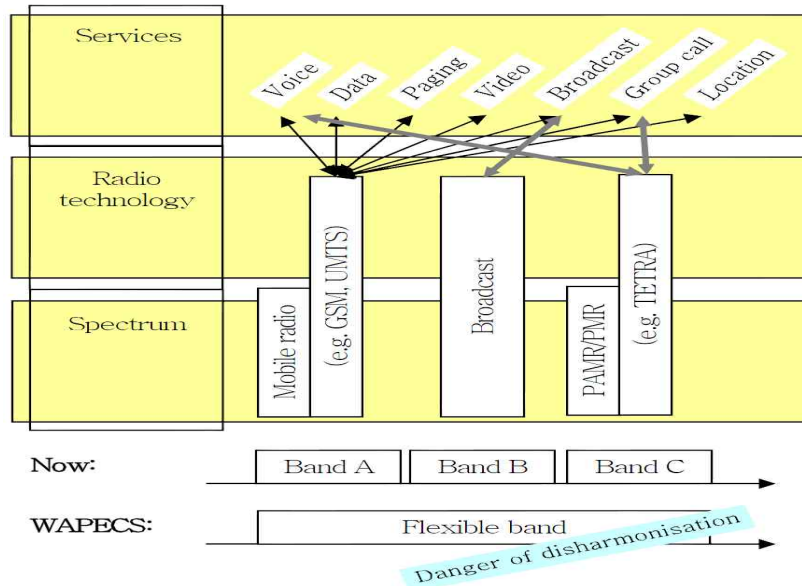 Services
Voice
Data
Paging
Video
Broadcast
Group call
Location
Radio
technology
Spectrum
Mobile radio
(e.g. GSM, UMTS)
Broadcast
PAMR/PMR
(e.g. TETRA)
Now:
Band A
Band B
Band C
WAPECS:
Flexible band
Danger of disharmonisation